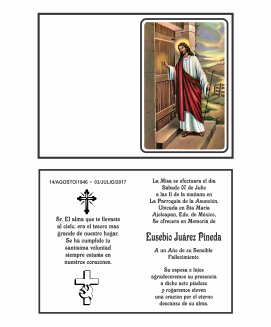 14/AGOSTO/1946 – 03/JULIO/2017
Sr. El alma que te llevaste
al cielo, era el tesoro mas
grande de nuestro hogar.
Se ha cumplido tu
santisima voluntad
siempre estara en
nuestros corazones.
La Misa se efectuara el día
Sábado 07 de Julio
a las 11 de la mañana en
La Parroquia de la Asunción.
Ubicada en Sta María
Ajoloapan, Edo. de México,
Se ofrecera en Memoria de
Eusebio Juárez Pineda
A un Año de su Sensible
Fallecimiento
Su esposa e hijos
agradeceremos su presencia
a dicho acto piadoso
y rogaremos eleven
una oracion por el eterno
descanso de su alma.